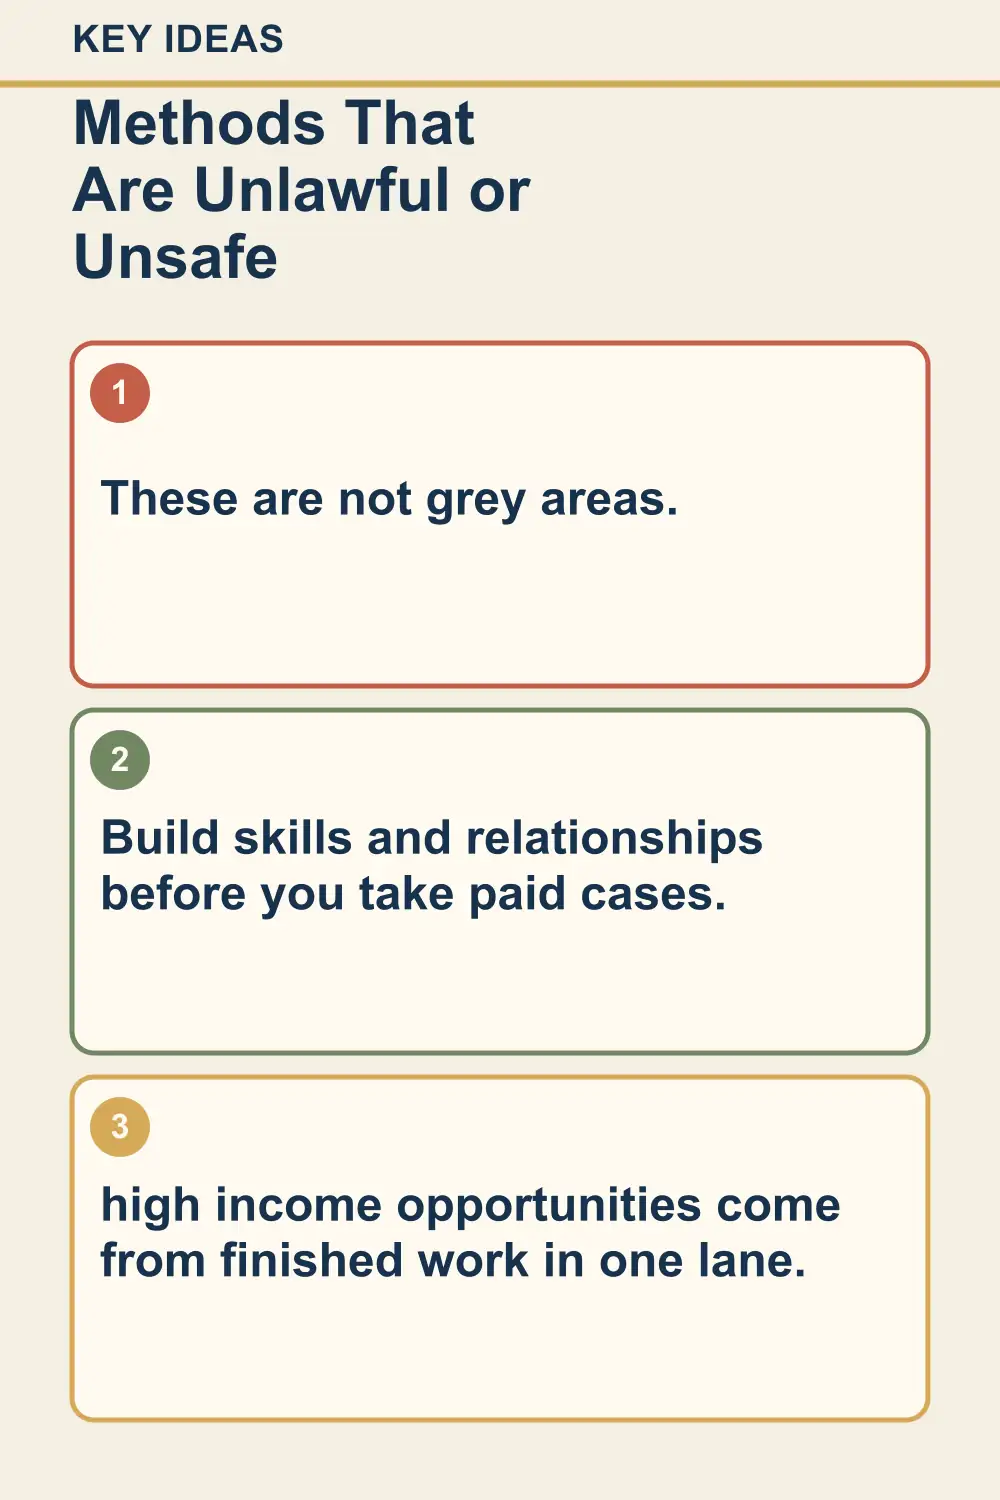 KEY IDEAS
Methods That
Are Unlawful or
Unsafe
1
These are not grey areas.
2
Build skills and relationships
before you take paid cases.
3
high income opportunities come
from finished work in one lane.